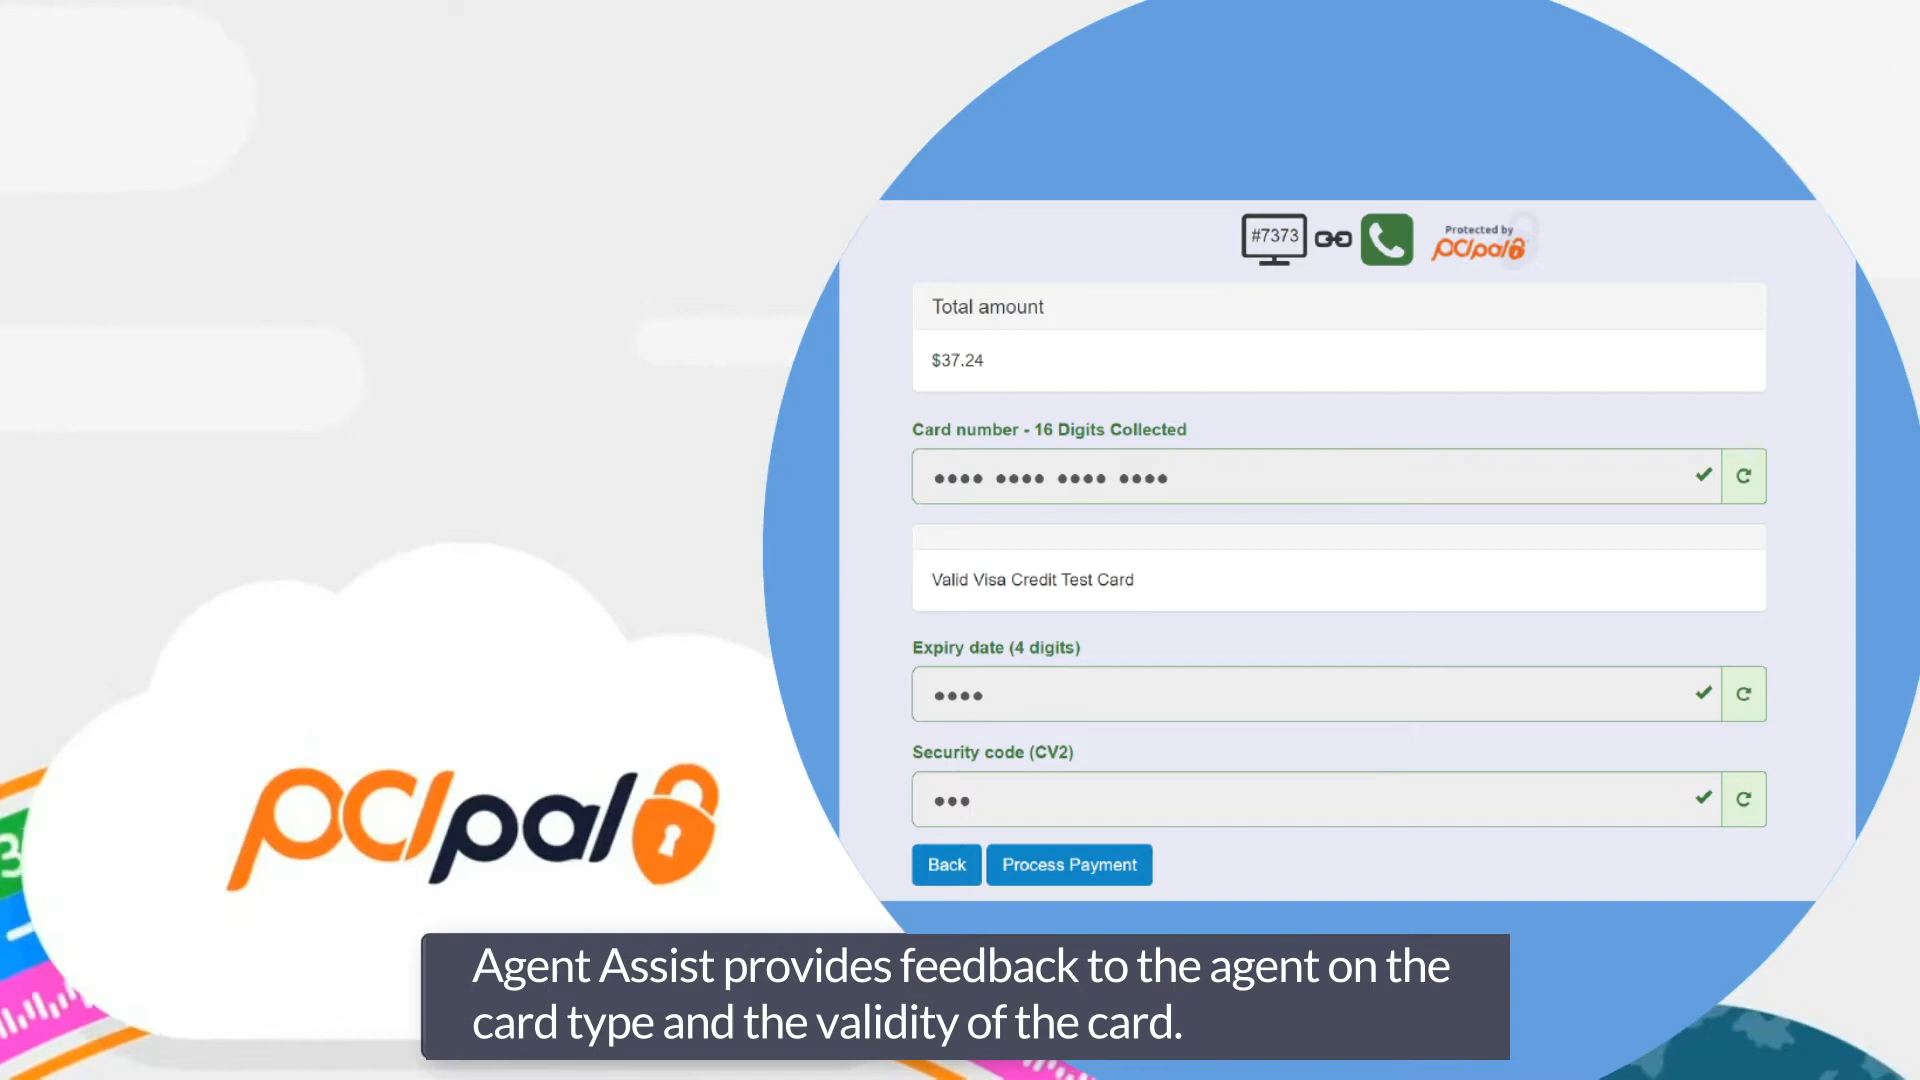 #7373
Protected by
pcipal
Total amount
$37.24
Card number - 16 Digits Collected
•••• •••• •••• ••••
Valid Visa Credit Test Card
Expiry date (4 digits)
••••
Security code (CV2)
•••
Back
Process Payment
3
pcipal
Agent Assist provides feedback to the agent on the
card type and the validity of the card.